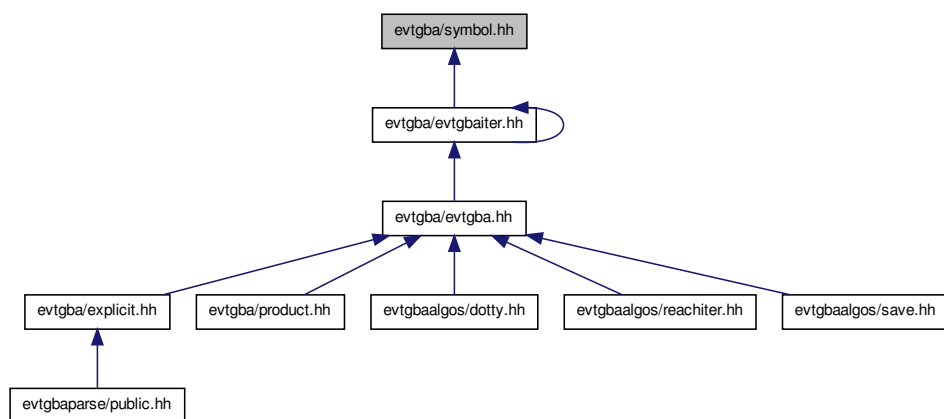 evtgba/symbol.hh
evtgba/evtgbaiter.hh
evtgba/evtgba.hh
evtgba/explicit.hh
evtgba/product.hh
evtgbaalgos/dotty.hh
evtgbaalgos/reachiter.hh
evtgbaalgos/save.hh
evtgbaparse/public.hh